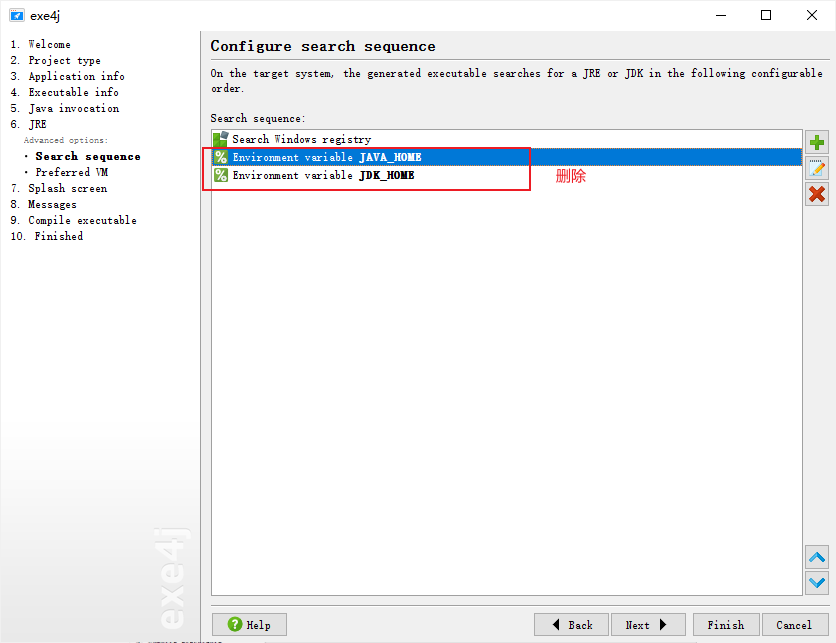 exe4j
1. Welcome
2. Project type
3. Application info
4. Executable info
5. Java invocation
6. JRE
Advanced options:
· Search sequence
· Preferred VM
7. Splash screen
8. Messages
9. Compile executable
10. Finished
exe4j
Configure search sequence
On the target system, the generated executable searches for a JRE or JDK in the following configurable
order.
Search sequence:
Search Windows registry
Environment variable JAVA_HOME
Environment variable JDK_HOME
删除
Help
Back
Next
Finish
Cancel